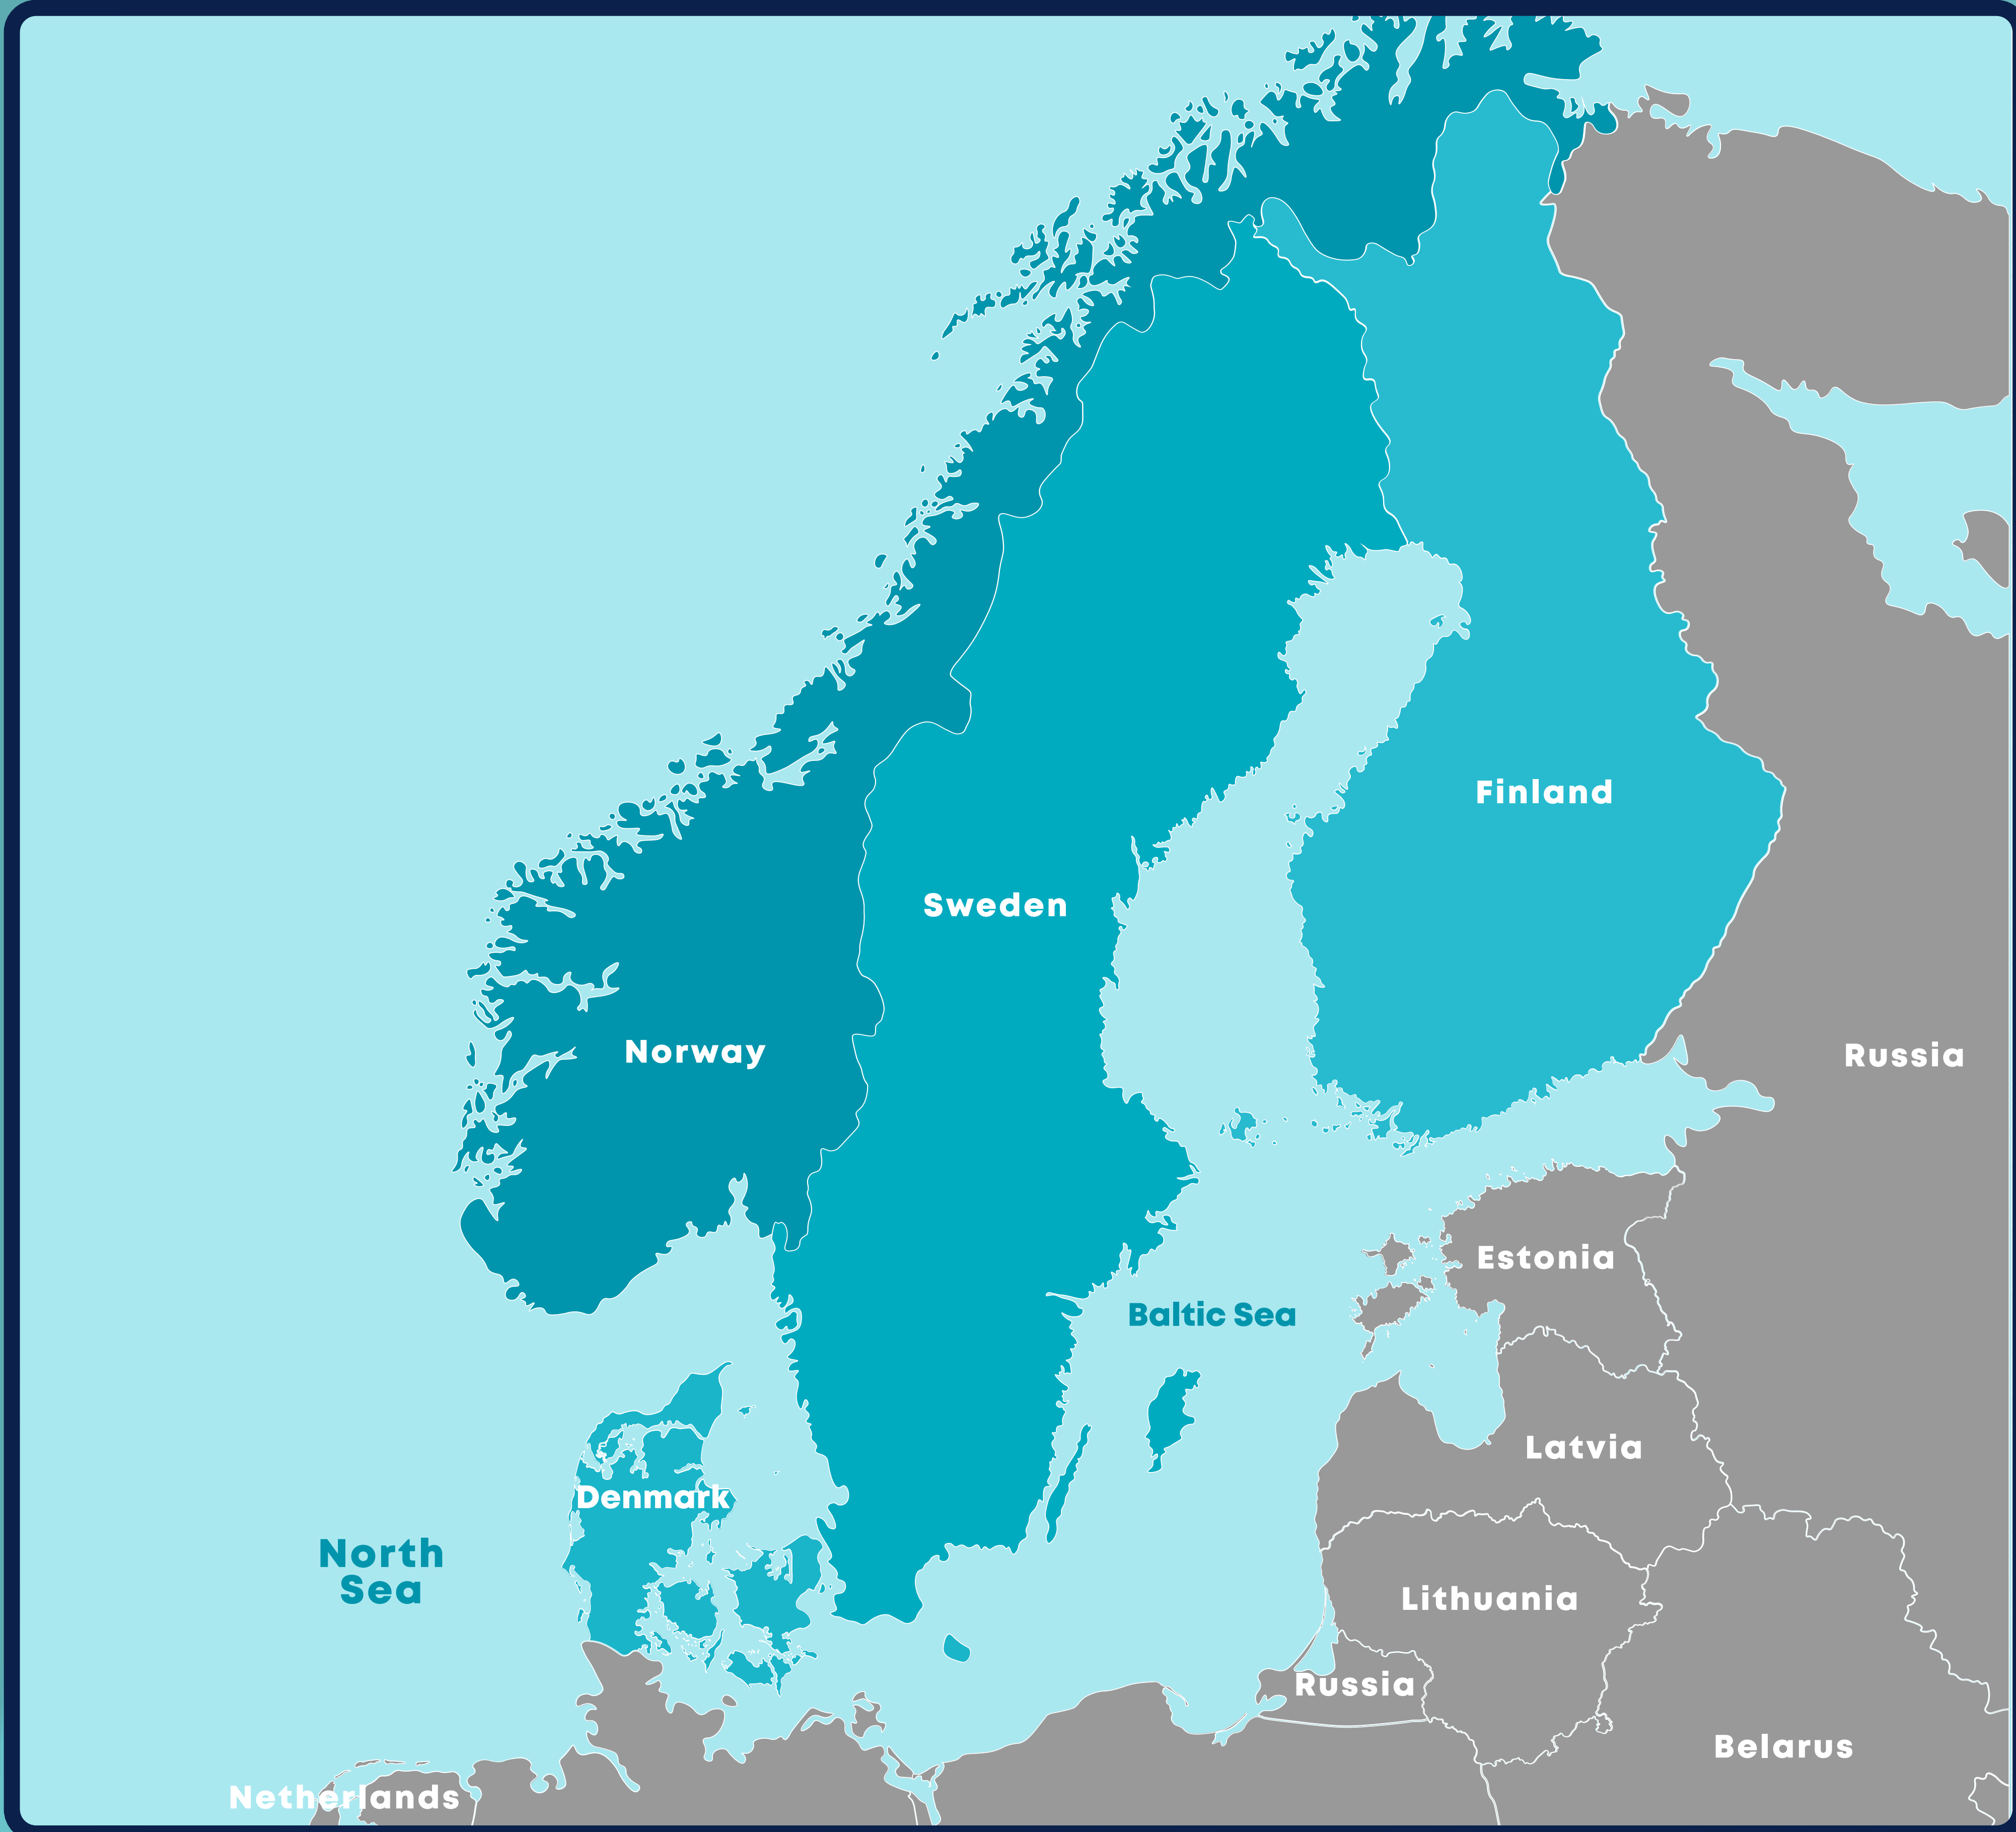 Finland
Sweden
Norway
Russia
Estonia
Baltic Sea
Latvia
Denmark
North
Sea
Lithuania
Russia
Belarus
Netherlands